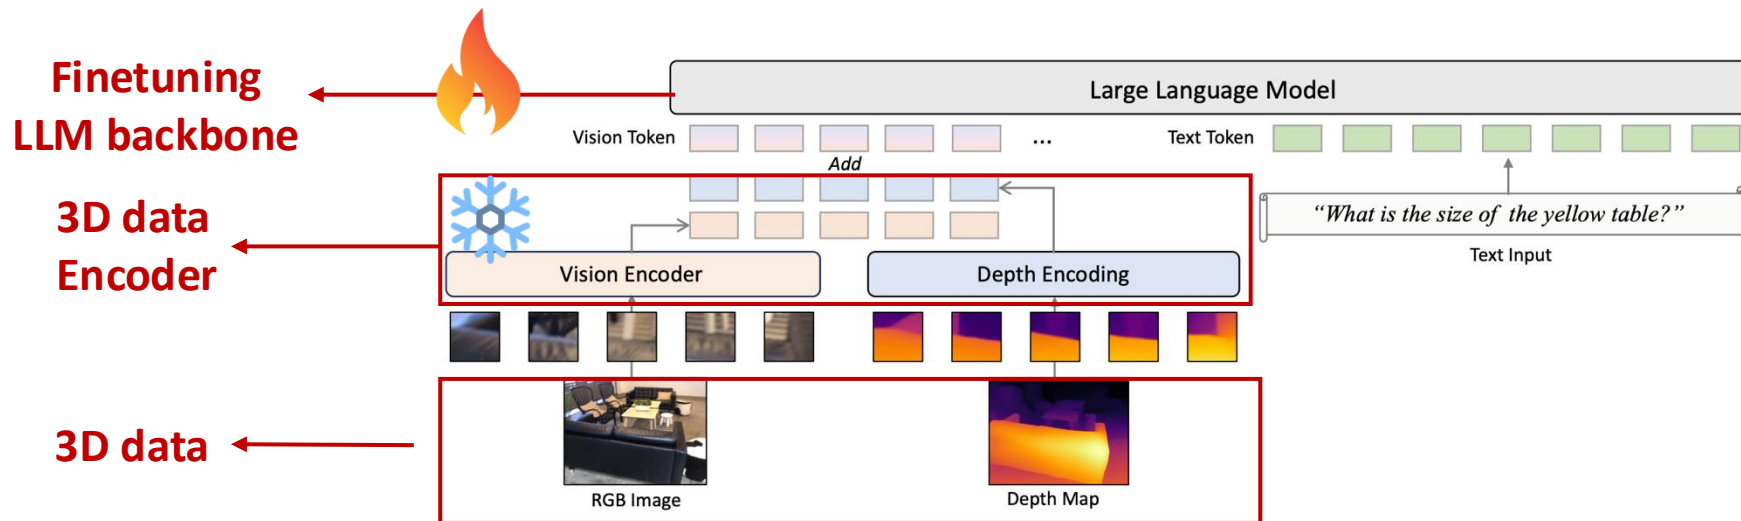 Finetuning
LLM backbone
Large Language Model
Vision Token
...
Text Token
Add
3D data
Encoder
“What is the size of the yellow table?”
Text Input
Vision Encoder
Depth Encoding
3D data
RGB Image
Depth Map